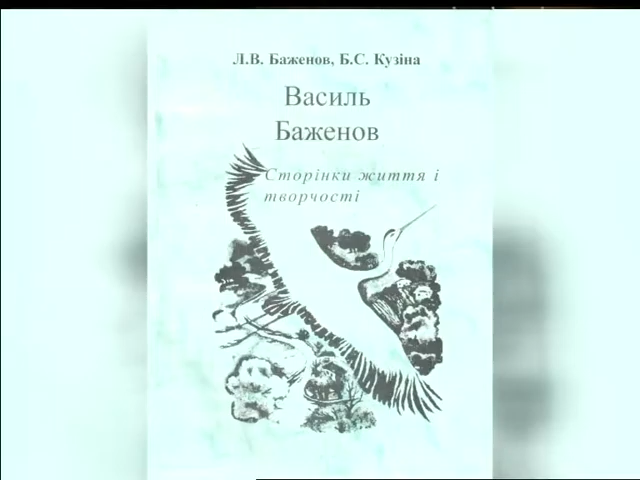 Л.В. Баженов, Б.С. Кузіна
Василь
Баженов
Сторінки життя і
творчості